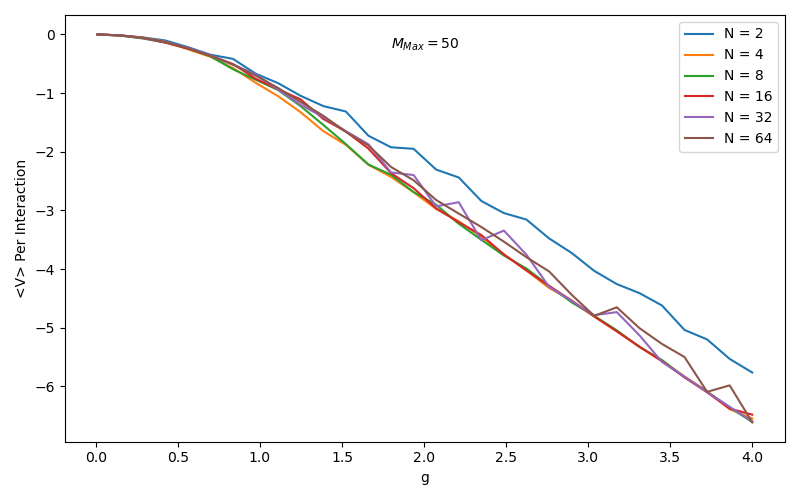 M_Max = 50
N = 2
N = 4
N = 8
N = 16
N = 32
N = 64
<V> Per Interaction
0
−1
−2
−3
−4
−5
−6
0.0 0.5 1.0 1.5 2.0 2.5 3.0 3.5 4.0
g